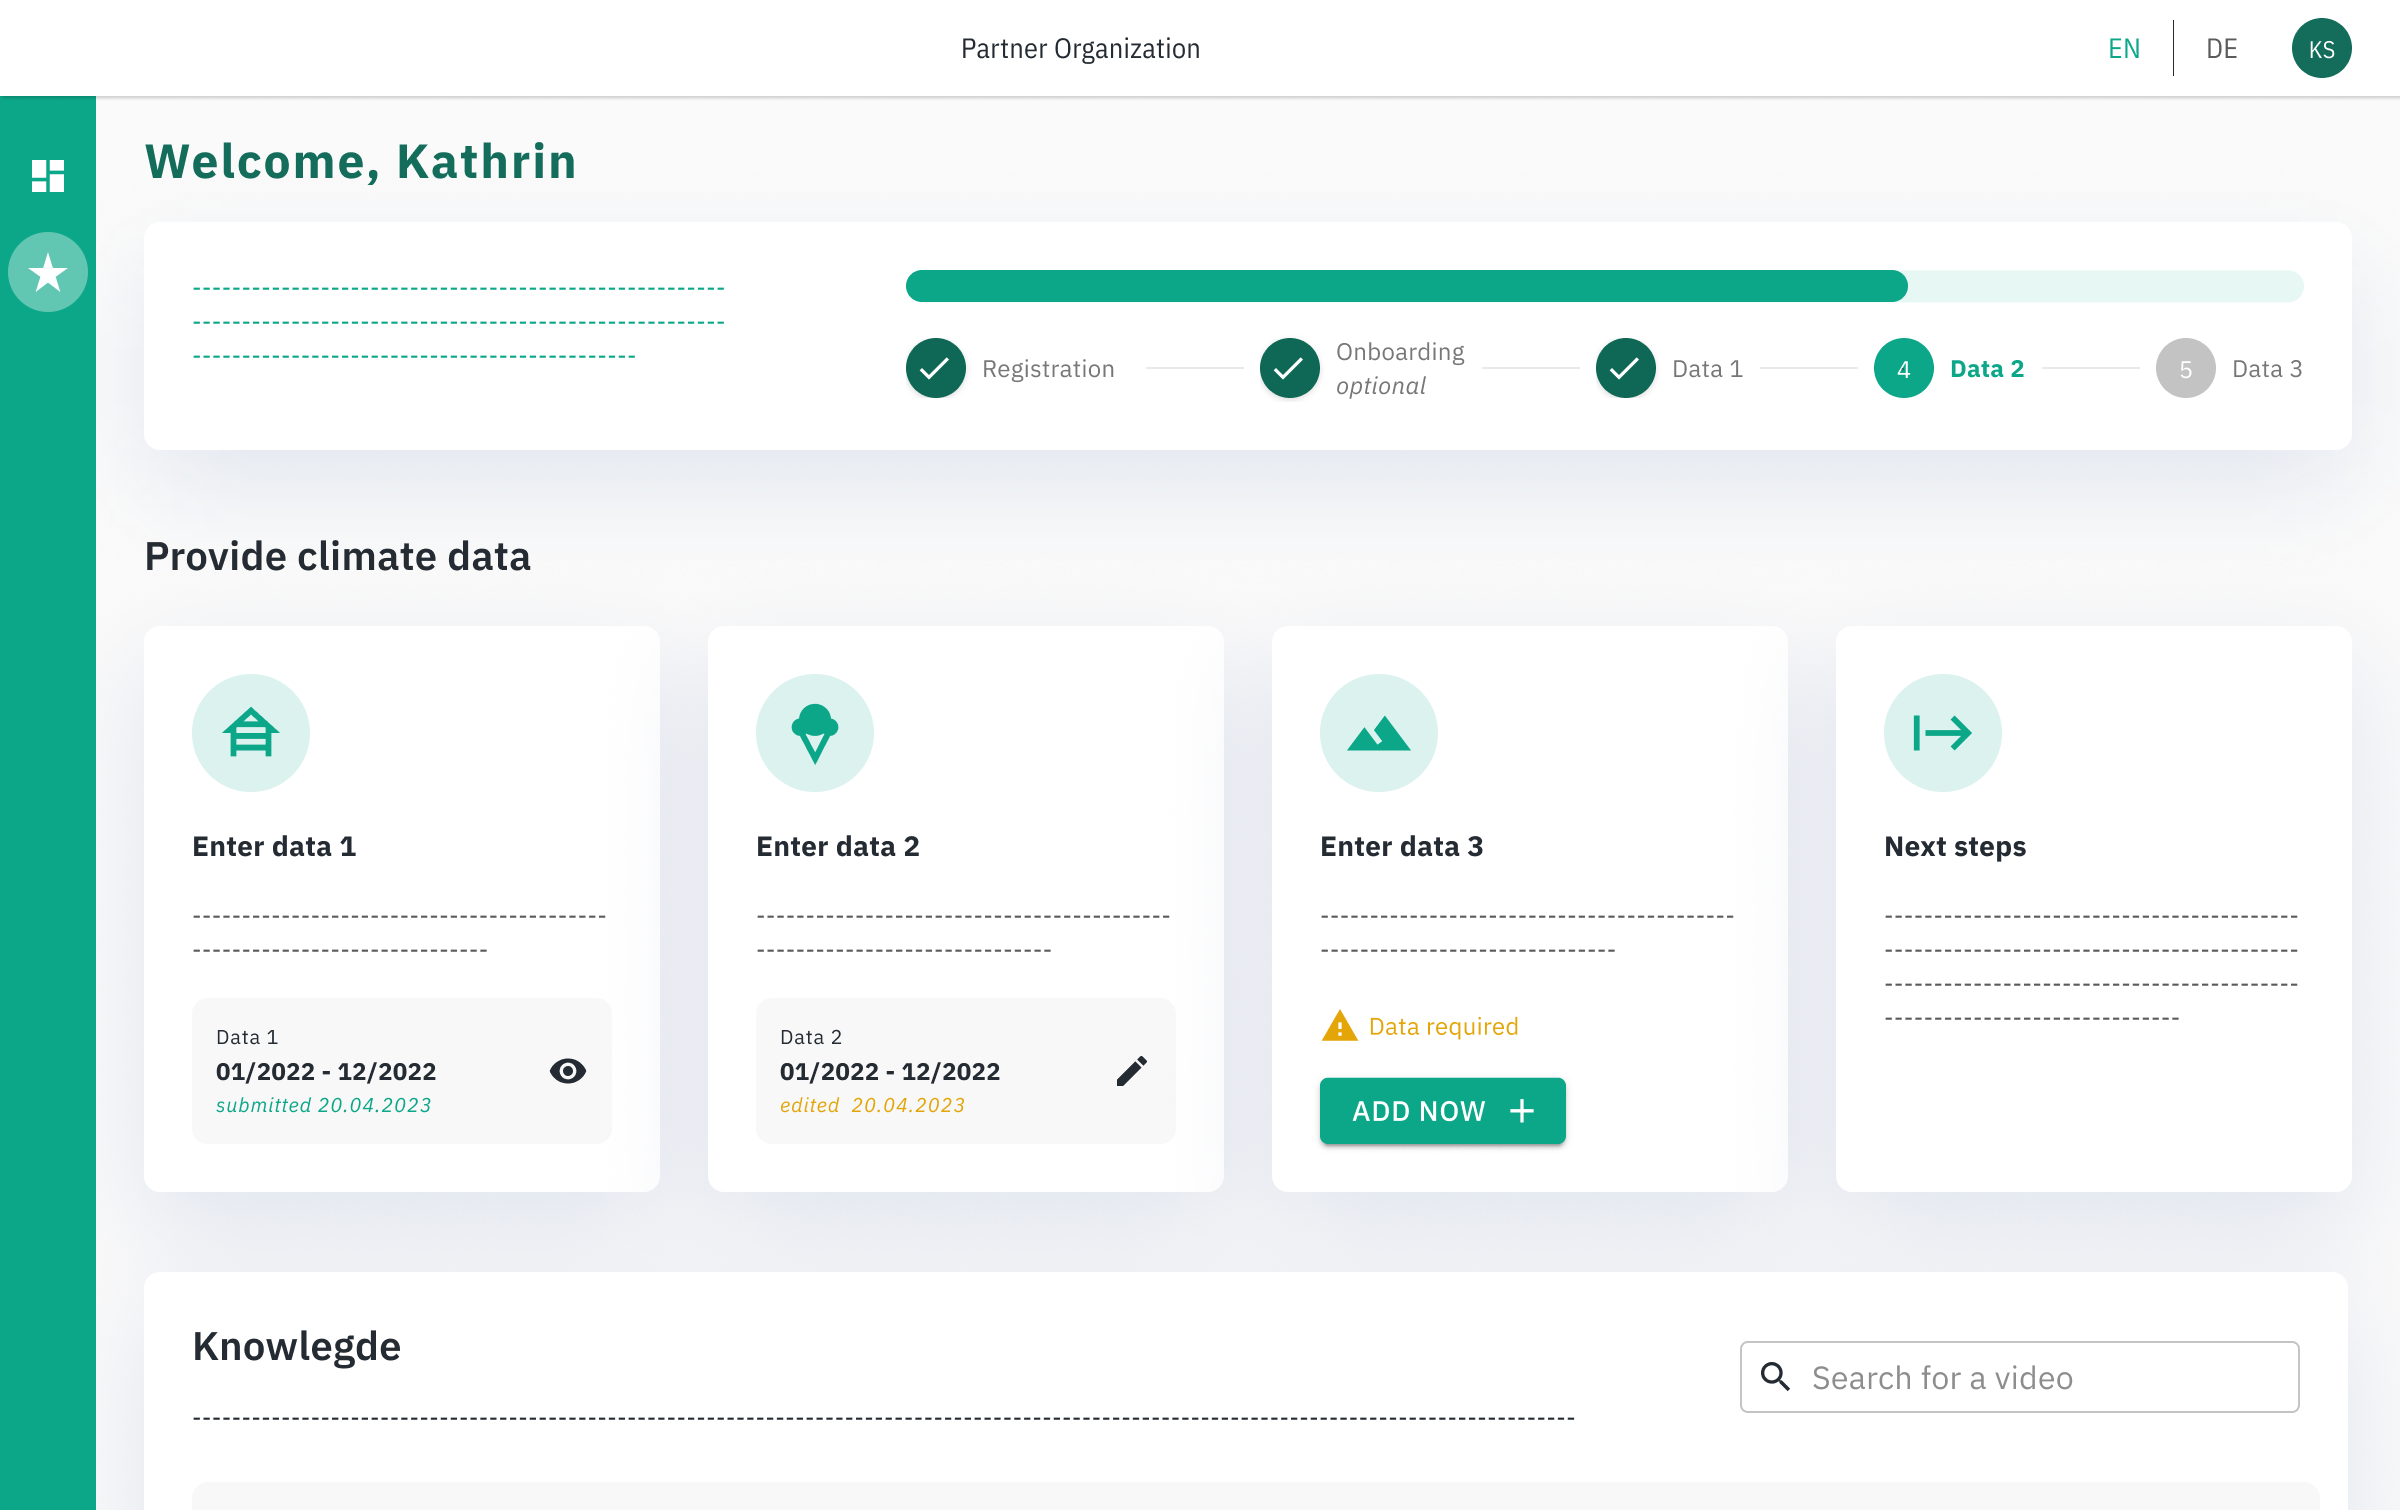 Partner Organization
EN
DE
KS
Welcome, Kathrin
Registration
Onboarding
optional
Data 1
4
Data 2
5
Data 3
Provide climate data
Enter data 1
Data 1
01/2022 - 12/2022
submitted 20.04.2023
Enter data 2
Data 2
01/2022 - 12/2022
edited  20.04.2023
Enter data 3
Data required
ADD NOW +
Next steps
Knowlegde
Search for a video